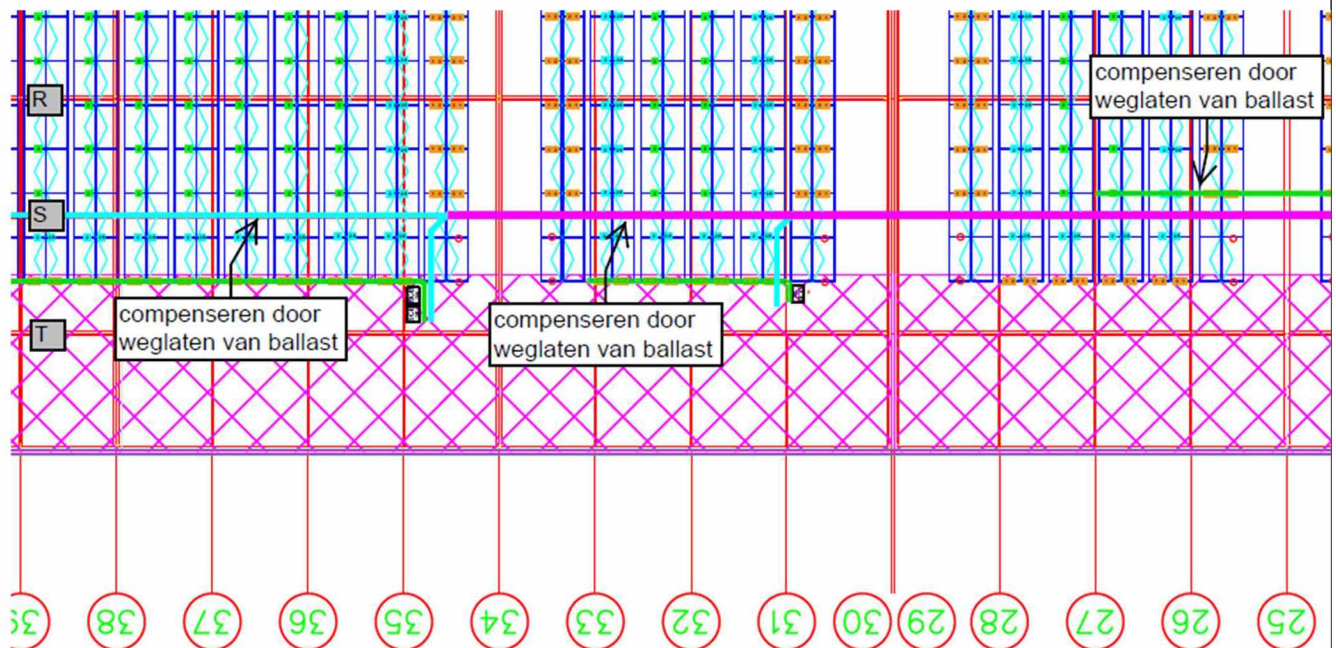 compenseren door
weglaten van ballast
R
S
compenseren door
weglaten van ballast
compenseren door
weglaten van ballast
T
39 38 37 36 35 34 33 32 31 30 29 28 27 26 25